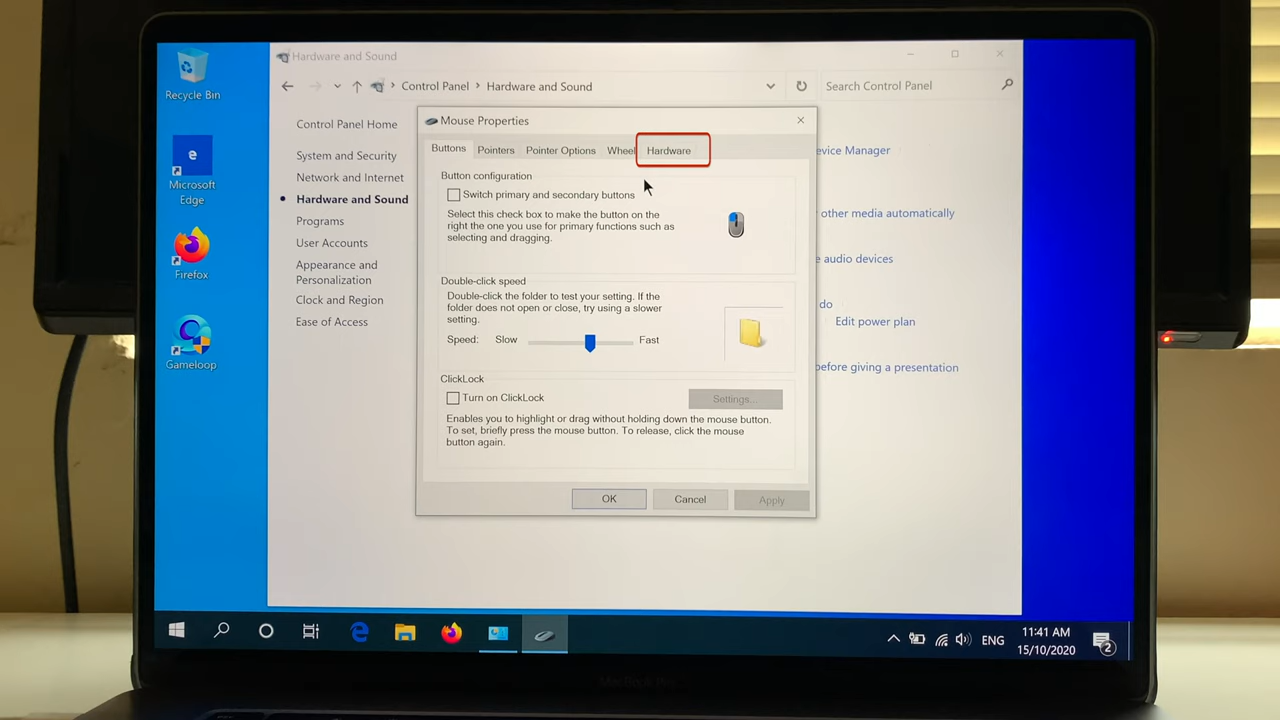 Recycle Bin
Microsoft
Edge
Firefox
Gameloop
Hardware and Sound
Control Panel > Hardware and Sound
Search Control Panel
Control Panel Home
System and Security
Network and Internet
Hardware and Sound
Programs
User Accounts
Appearance and
Personalization
Clock and Region
Ease of Access
Mouse Properties
Buttons
Pointers
Pointer Options
Wheel
Hardware
Button configuration
Switch primary and secondary buttons
Select this check box to make the button on the
right the one you use for primary functions such as
selecting and dragging.
Double-click speed
Double-click the folder to test your setting. If the
folder does not open or close, try using a slower
setting.
Speed: Slow Fast
ClickLock
Turn on ClickLock
Settings...
Enables you to highlight or drag without holding down the mouse button.
To set, briefly press the mouse button. To release, click the mouse
button again.
OK
Cancel
Apply
evice Manager
other media automatically
e audio devices
do
Edit power plan
before giving a presentation
ENG
11:41 AM
15/10/2020
2
MacBook Pro